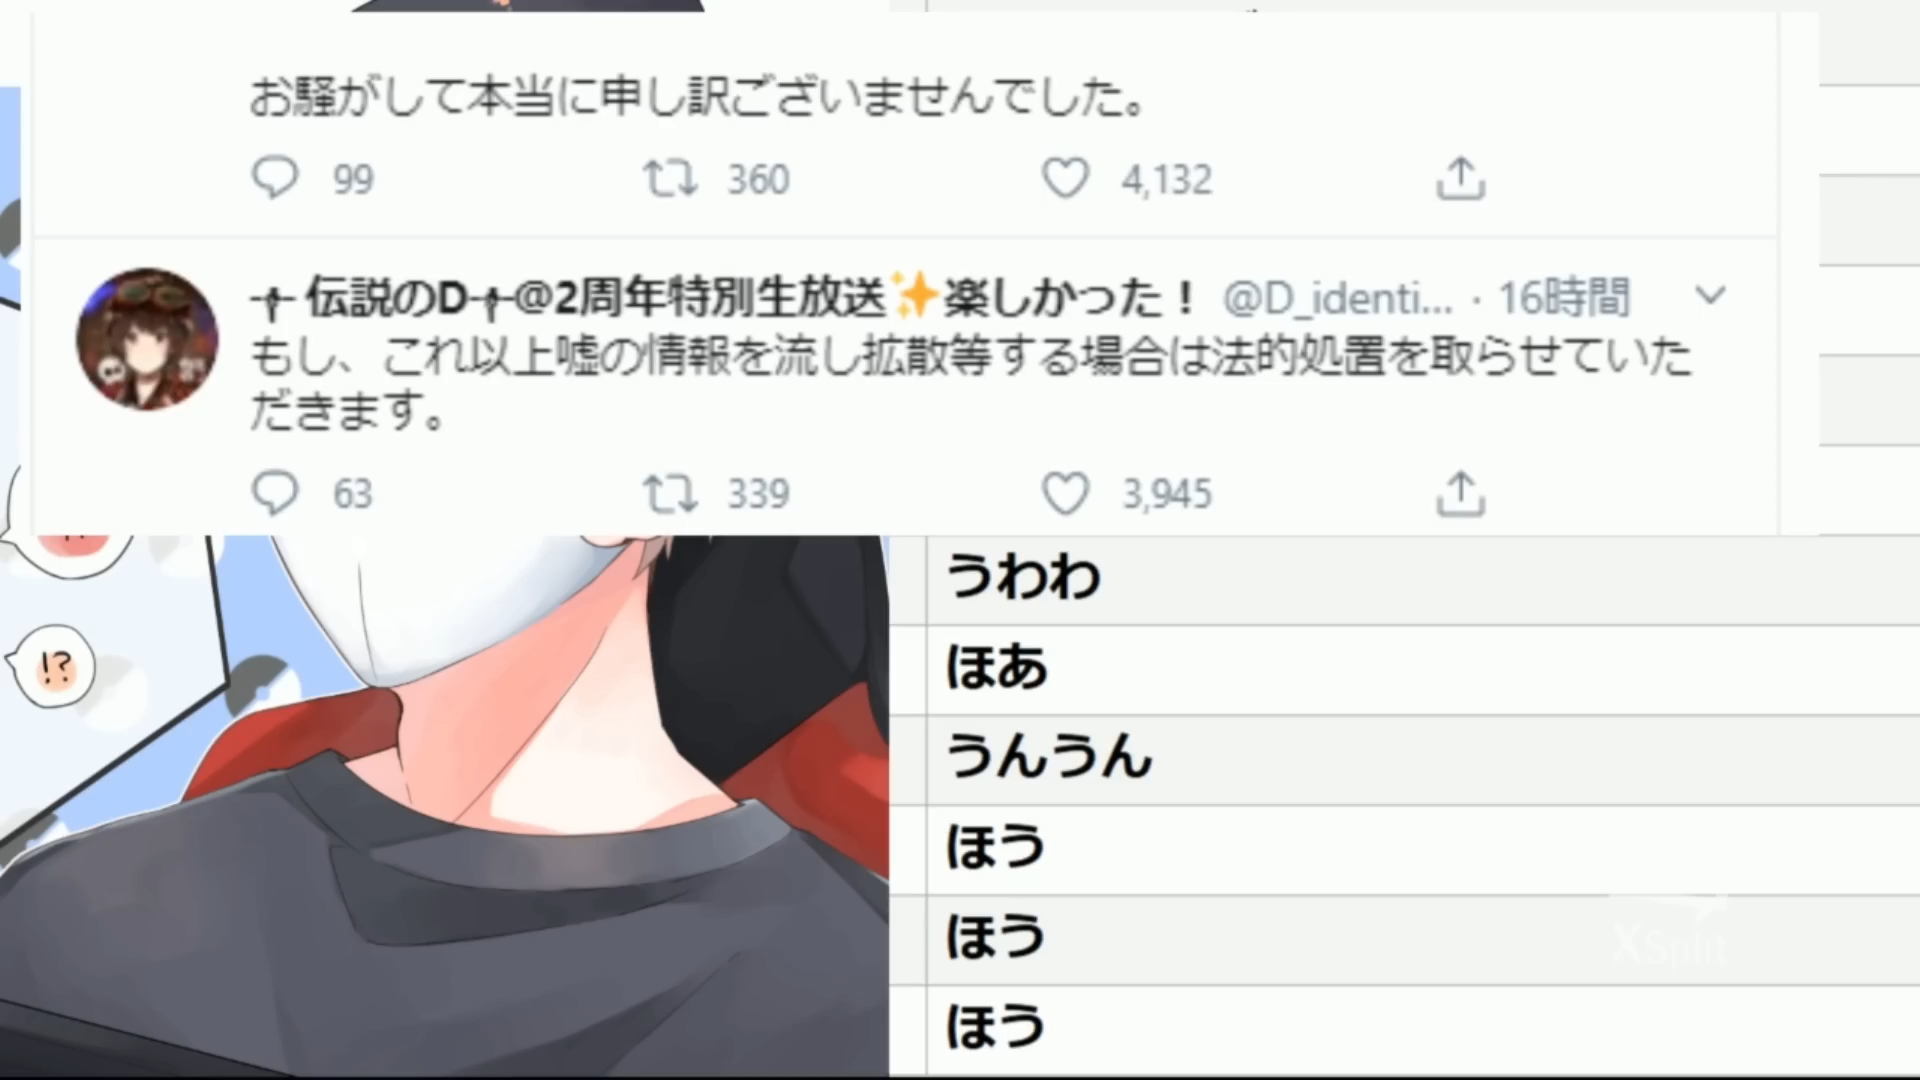 お騒がして本当に申し訳ございませんでした。
99 360 4,132
-╋- 伝説のD-╋-@2周年特別生放送✨楽しかった！ @D_identi... · 16時間
もし、これ以上嘘の情報を流し拡散等する場合は法的処置を取らせていた
だきます。
63 339 3,945
!?
うわわ
ほあ
うんうん
ほう
ほう
ほう
XSplit